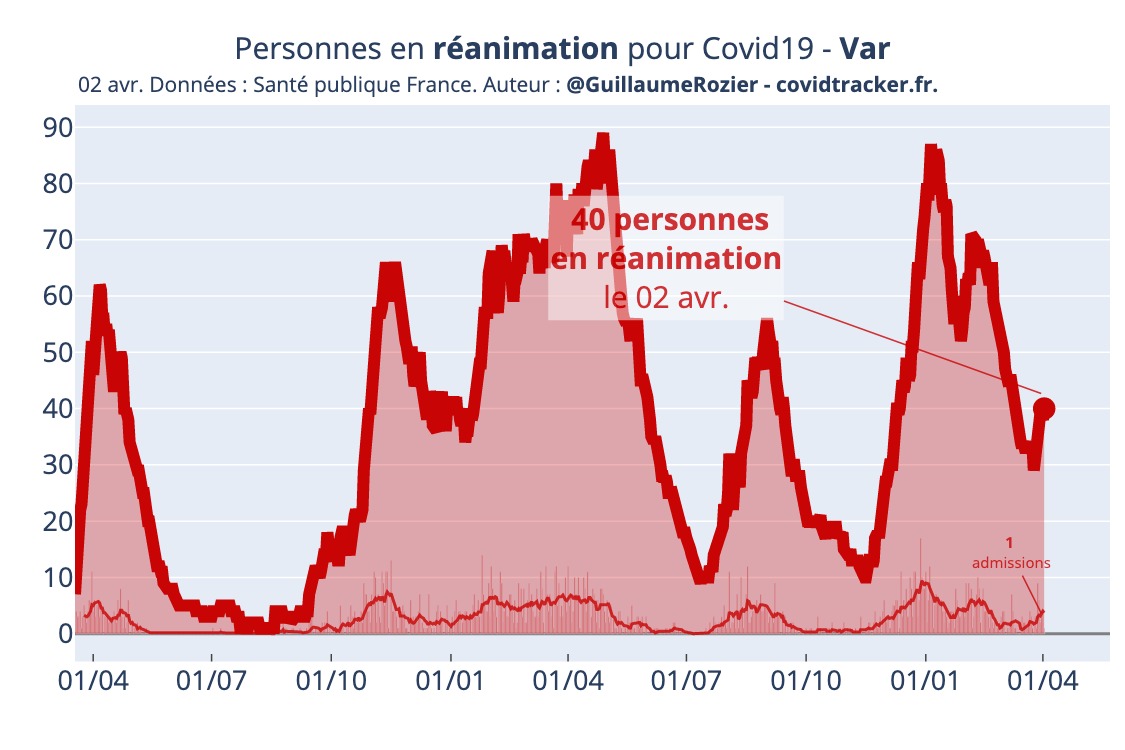 Personnes en réanimation pour Covid19 - Var
02 avr. Données : Santé publique France. Auteur : @GuillaumeRozier - covidtracker.fr.
90
80
70
60
50
40
30
20
10
0
40 personnes
en réanimation
le 02 avr.
1
admissions
01/04 01/07 01/10 01/01 01/04 01/07 01/10 01/01 01/04